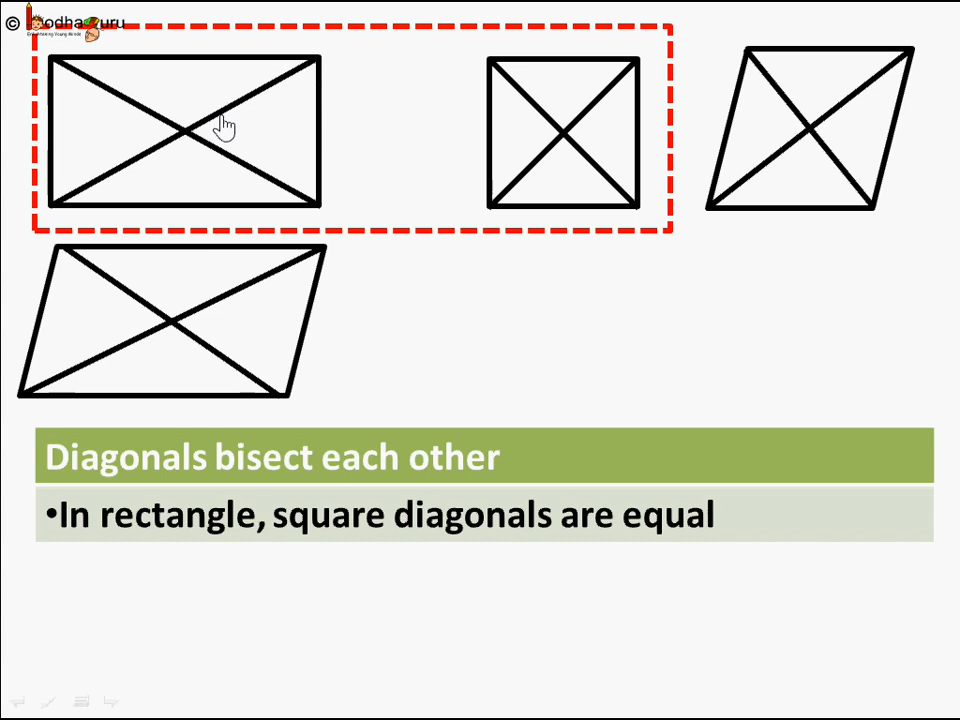 ©
Diagonals bisect each other
•In rectangle, square diagonals are equal